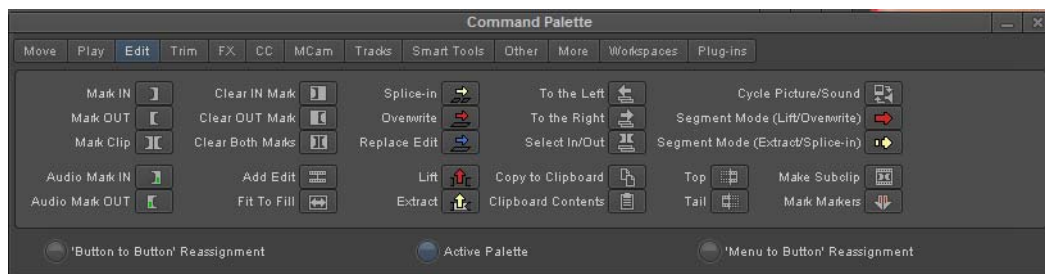 Command Palette
Move Play Edit Trim FX CC MCam Tracks Smart Tools Other More Workspaces Plug-ins
Mark IN Clear IN Mark Splice-in To the Left Cycle Picture/Sound
Mark OUT Clear OUT Mark Overwrite To the Right Segment Mode (Lift/Overwrite)
Mark Clip Clear Both Marks Replace Edit Select In/Out Segment Mode (Extract/Splice-in)
Audio Mark IN Add Edit Lift Copy to Clipboard Top Make Subclip
Audio Mark OUT Fit To Fill Extract Clipboard Contents Tail Mark Markers
'Button to Button' Reassignment Active Palette 'Menu to Button' Reassignment